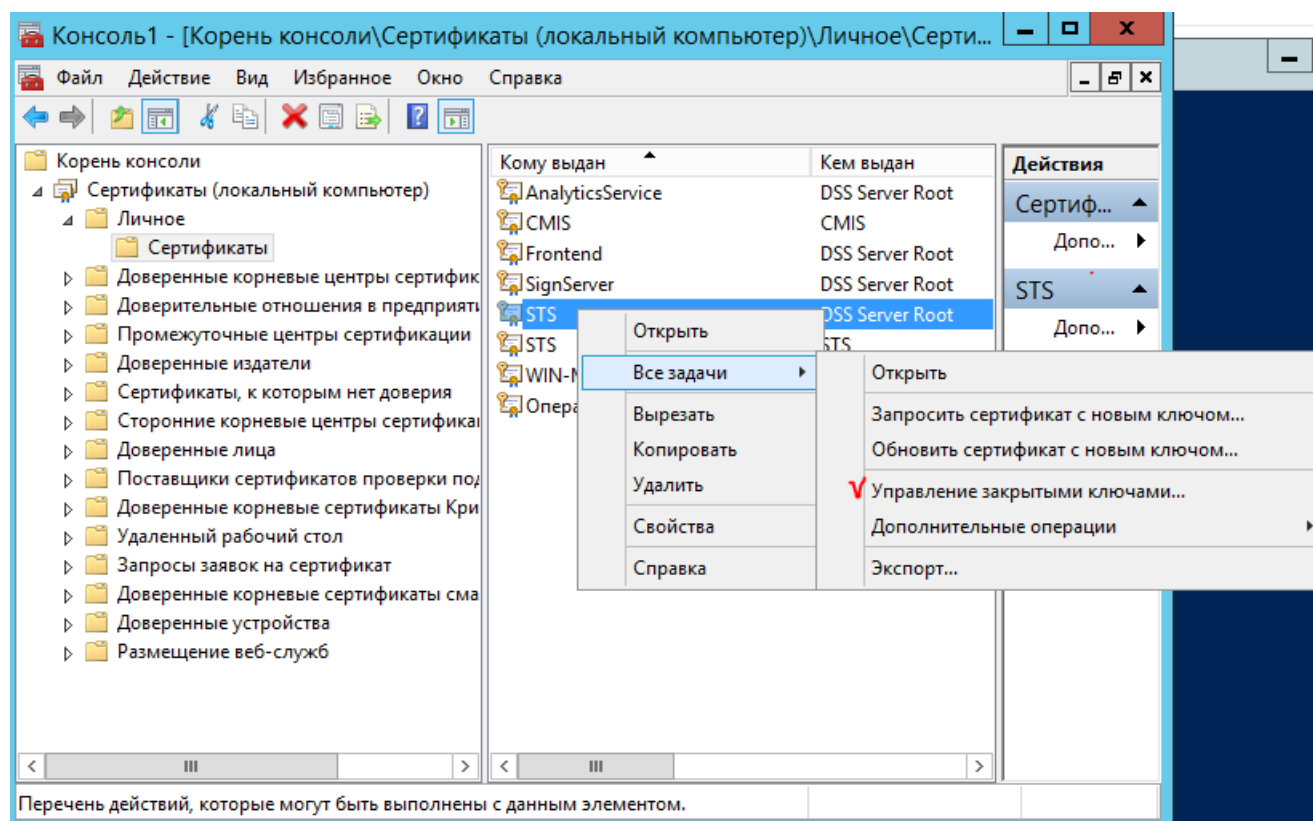 Консоль1 - [Корень консоли\Сертификаты (локальный компьютер)\Личное\Серти...
Файл Действие Вид Избранное Окно Справка
Корень консоли
Сертификаты (локальный компьютер)
Личное
Сертификаты
Доверенные корневые центры сертифик
Доверительные отношения в предприяти
Промежуточные центры сертификации
Доверенные издатели
Сертификаты, к которым нет доверия
Сторонние корневые центры сертифика
Доверенные лица
Поставщики сертификатов проверки под
Доверенные корневые сертификаты Кри
Удаленный рабочий стол
Запросы заявок на сертификат
Доверенные корневые сертификаты сма
Доверенные устройства
Размещение веб-служб
Кому выдан Кем выдан
AnalyticsService DSS Server Root
CMIS CMIS
Frontend DSS Server Root
SignServer DSS Server Root
STS DSS Server Root
STS STS
WIN-
Опера
Действия
Сертиф...
Допо...
STS
Допо...
Открыть
Все задачи
Вырезать
Копировать
Удалить
Свойства
Справка
Открыть
Запросить сертификат с новым ключом...
Обновить сертификат с новым ключом...
Управление закрытыми ключами...
Дополнительные операции
Экспорт...
Перечень действий, которые могут быть выполнены с данным элементом.